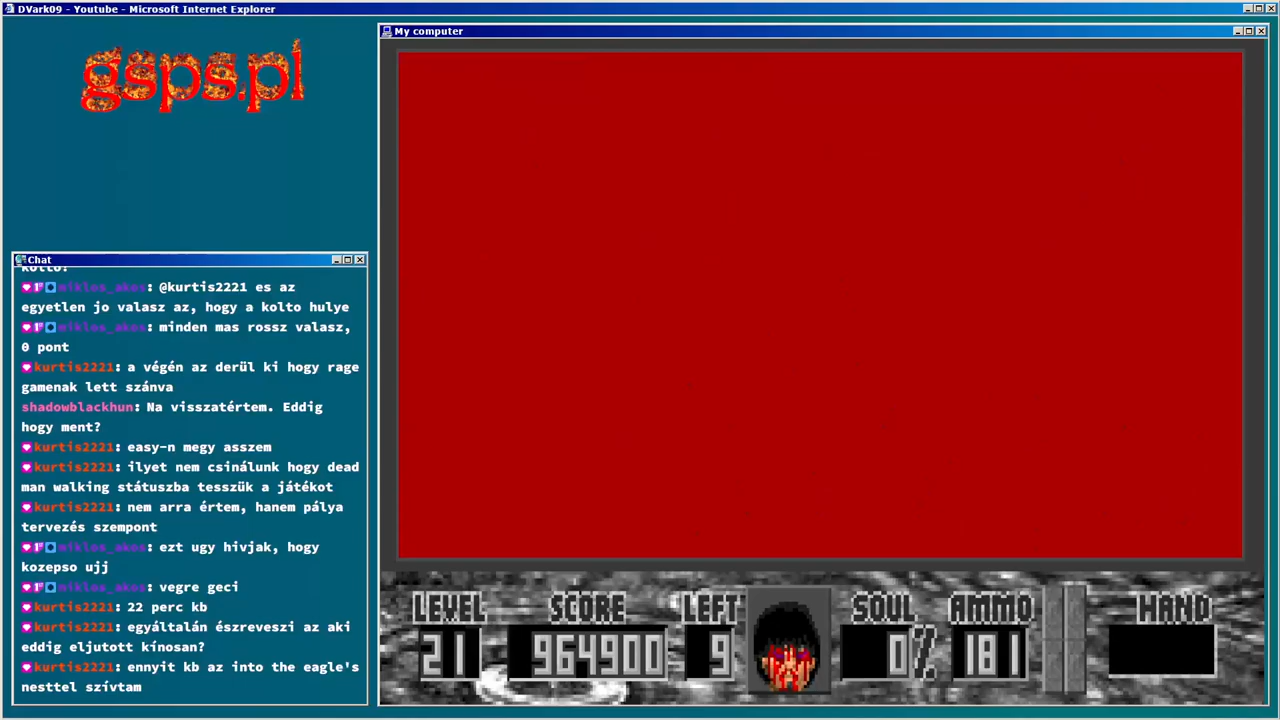 DVark09 - Youtube - Microsoft Internet Explorer
My computer
gsps.pl
Chat
miklos_akos: @kurtis2221 es az
egyetlen jo valasz az, hogy a kolto hulye
miklos_akos: minden mas rossz valasz,
0 pont
kurtis2221: a végén az derül ki hogy rage
gamenak lett szánva
shadowblackhun: Na visszatértem. Eddig
hogy ment?
kurtis2221: easy-n megy asszem
kurtis2221: ilyet nem csinálunk hogy dead
man walking státuszba tesszük a játékot
kurtis2221: nem arra értem, hanem pálya
tervezés szempont
miklos_akos: ezt ugy hivjak, hogy
kozepso ujj
miklos_akos: vegre geci
kurtis2221: 22 perc kb
kurtis2221: egyáltalán észreveszi az aki
eddig eljutott kínosan?
kurtis2221: ennyit kb az into the eagle's
nesttel szívtam
LEVEL SCORE LEFT SOUL AMMO HAND
21 964900 9 0% 181